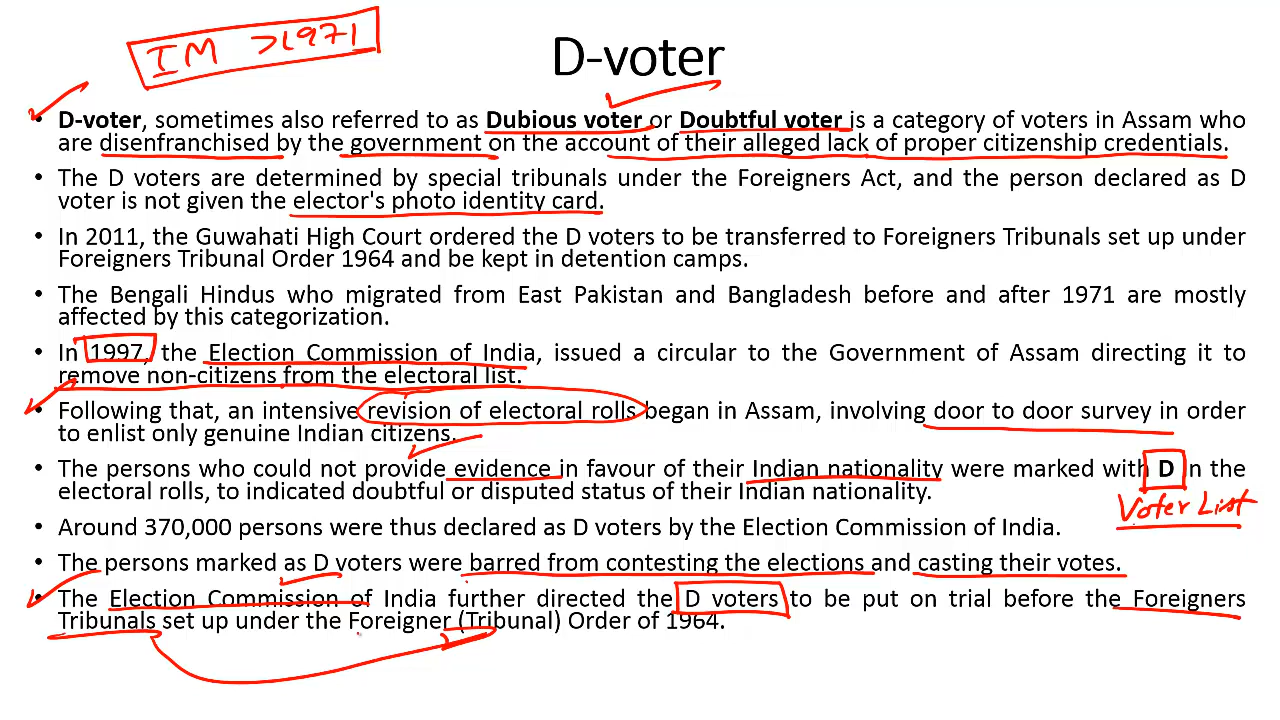 IM >1971
D-voter
• D-voter, sometimes also referred to as Dubious voter or Doubtful voter is a category of voters in Assam who
are disenfranchised by the government on the account of their alleged lack of proper citizenship credentials.
• The D voters are determined by special tribunals under the Foreigners Act, and the person declared as D
voter is not given the elector's photo identity card.
• In 2011, the Guwahati High Court ordered the D voters to be transferred to Foreigners Tribunals set up under
Foreigners Tribunal Order 1964 and be kept in detention camps.
• The Bengali Hindus who migrated from East Pakistan and Bangladesh before and after 1971 are mostly
affected by this categorization.
• In 1997, the Election Commission of India, issued a circular to the Government of Assam directing it to
remove non-citizens from the electoral list.
• Following that, an intensive revision of electoral rolls began in Assam, involving door to door survey in order
to enlist only genuine Indian citizens.
• The persons who could not provide evidence in favour of their Indian nationality were marked with D in the
electoral rolls, to indicated doubtful or disputed status of their Indian nationality.
Voter List
• Around 370,000 persons were thus declared as D voters by the Election Commission of India.
• The persons marked as D voters were barred from contesting the elections and casting their votes.
• The Election Commission of India further directed the D voters to be put on trial before the Foreigners
Tribunals set up under the Foreigner (Tribunal) Order of 1964.